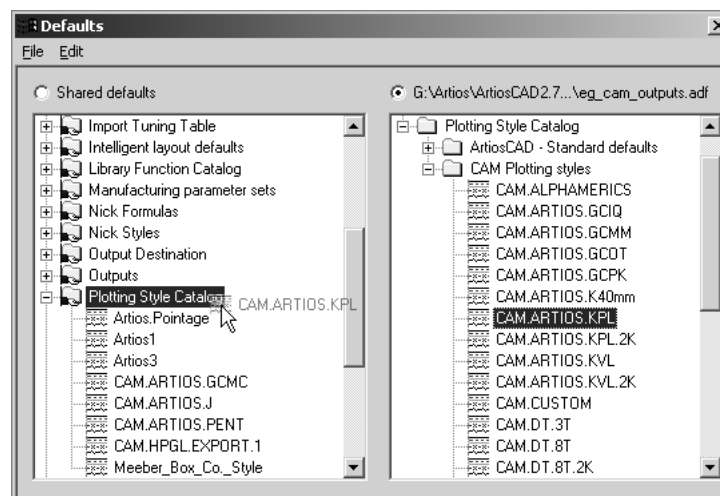 Defaults
File Edit
Shared defaults
Import Tuning Table
Intelligent layout defaults
Library Function Catalog
Manufacturing parameter sets
Nick Formulas
Nick Styles
Output Destination
Outputs
Plotting Style Catalog
CAM.ARTIOS.KPL
Artios.Pointage
Artios1
Artios3
CAM.ARTIOS.GCMC
CAM.ARTIOS.J
CAM.ARTIOS.PENT
CAM.HPGL.EXPORT.1
Meeber_Box_Co._Style
G:\Artios\ArtiosCAD2.7...\eg_cam_outputs.adf
Plotting Style Catalog
ArtiosCAD - Standard defaults
CAM Plotting styles
CAM.ALPHAMERICS
CAM.ARTIOS.GCIQ
CAM.ARTIOS.GCMM
CAM.ARTIOS.GCOT
CAM.ARTIOS.GCPK
CAM.ARTIOS.K40mm
CAM.ARTIOS.KPL
CAM.ARTIOS.KPL.2K
CAM.ARTIOS.KVL
CAM.ARTIOS.KVL.2K
CAM.CUSTOM
CAM.DT.3T
CAM.DT.8T
CAM.DT.8T.2K